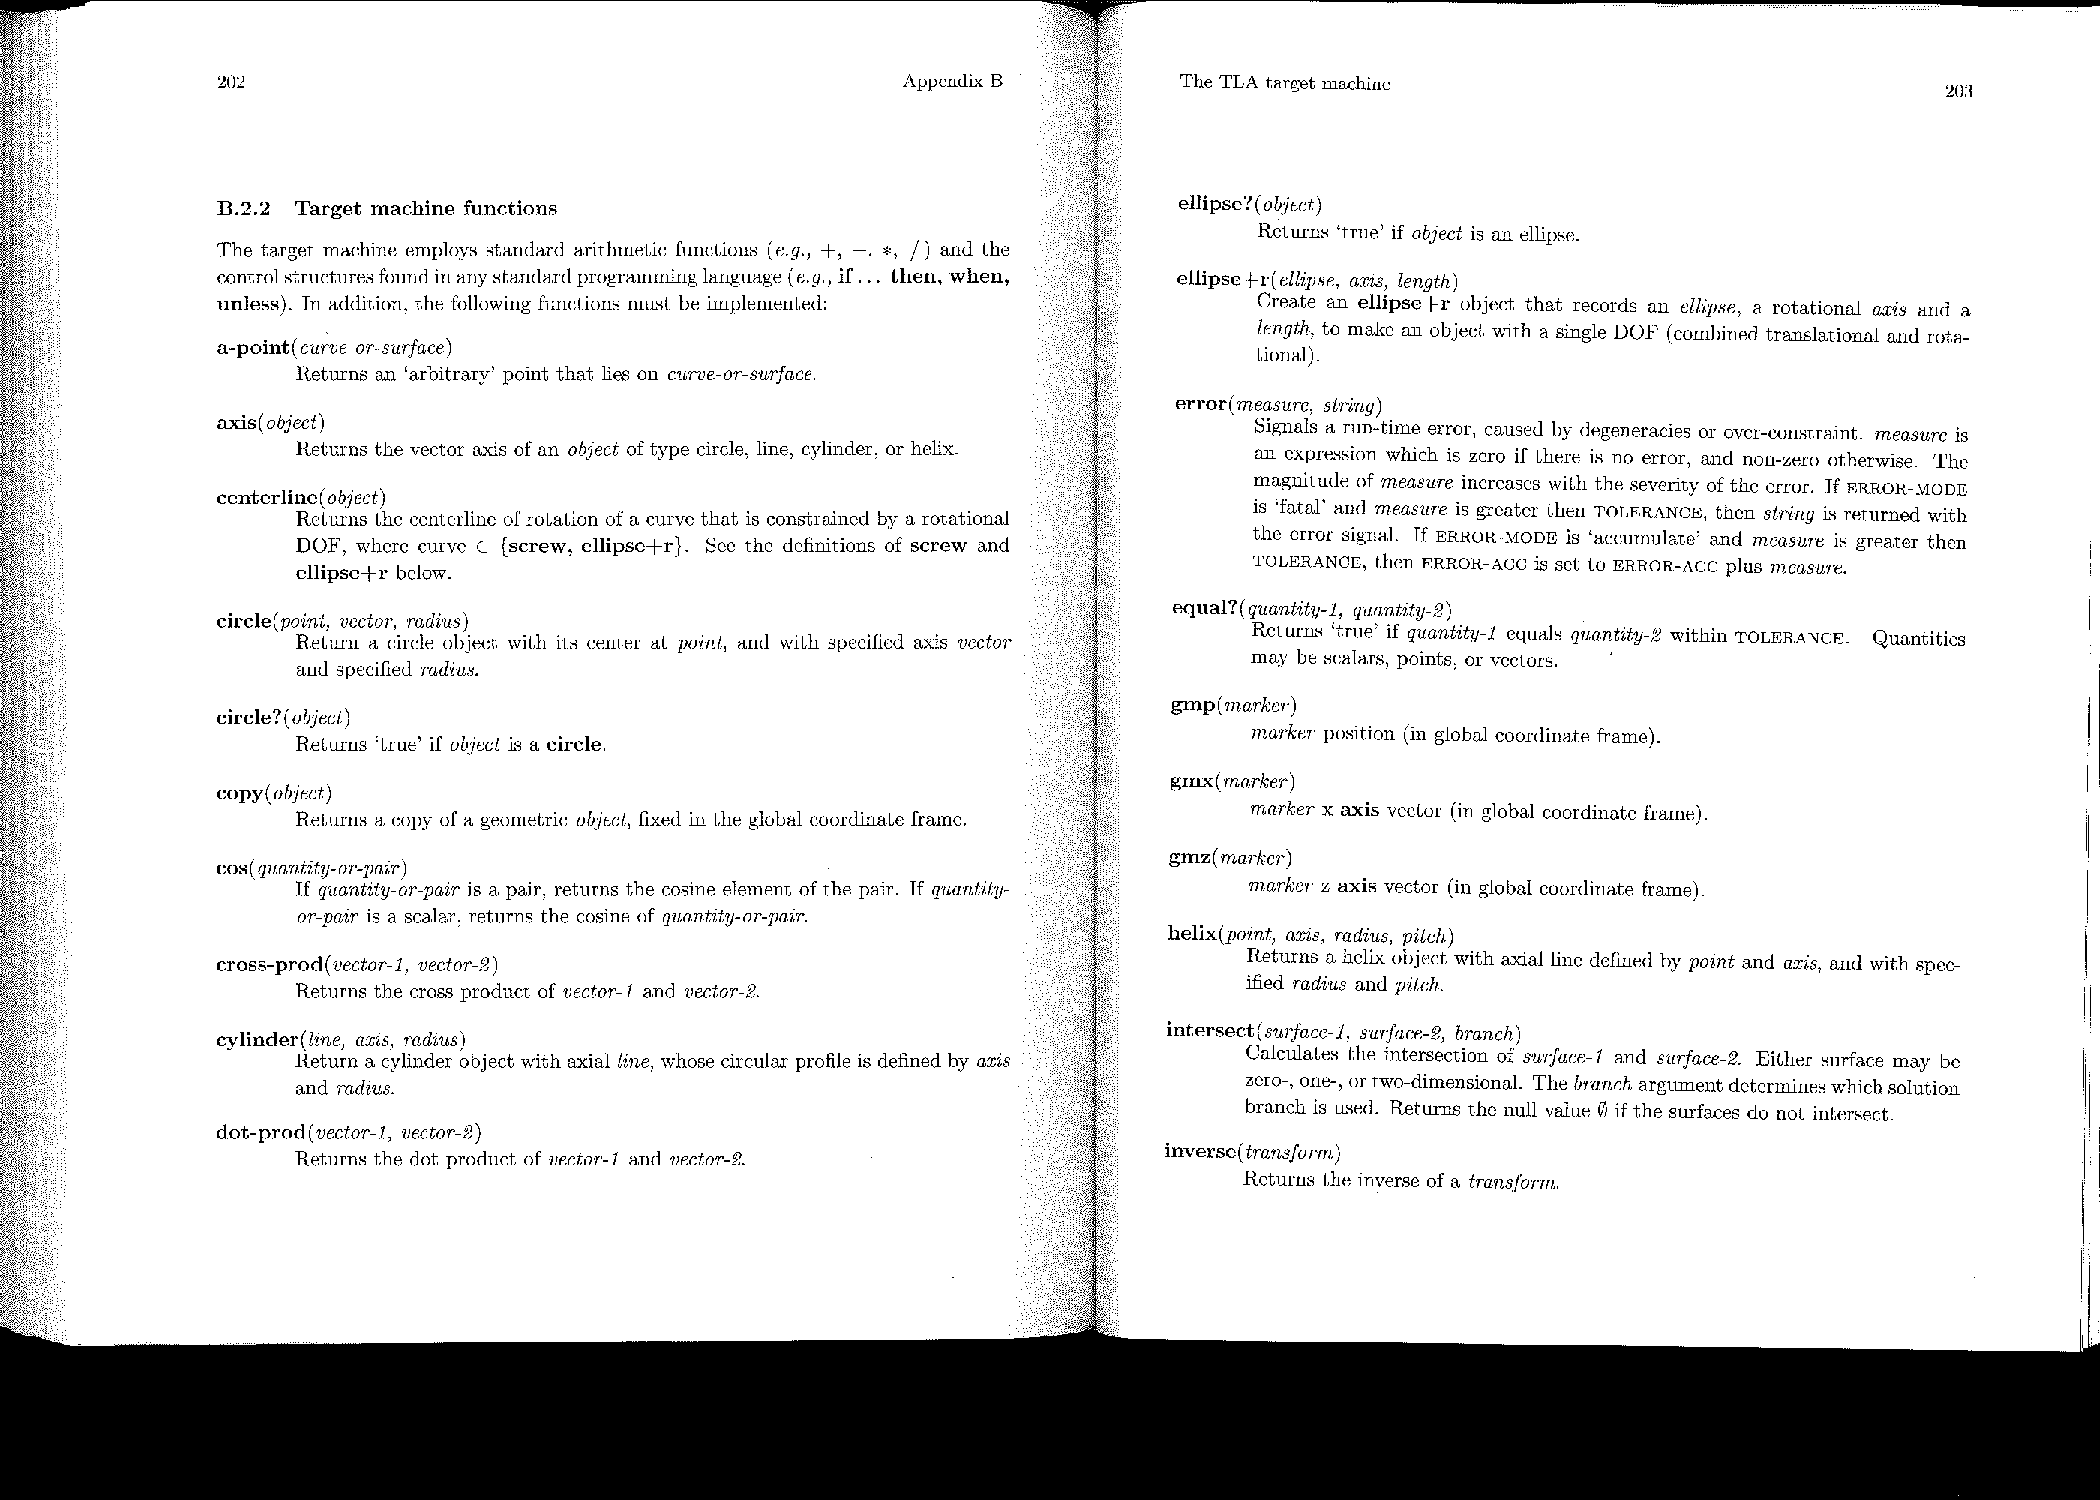 202
Appendix B
B.2.2 Target machine functions
The target machine employs standard arithmetic functions (e.g., +, −, *, /) and the
control structures found in any standard programming language (e.g., if... then, when,
unless). In addition, the following functions must be implemented:
a-point(curve or-surface)
Returns an ‘arbitrary’ point that lies on curve-or-surface.
axis(object)
Returns the vector axis of an object of type circle, line, cylinder, or helix.
centerline(object)
Returns the centerline of rotation of a curve that is constrained by a rotational
DOF, where curve ⊂ {screw, ellipse+r}. See the definitions of screw and
ellipse+r below.
circle(point, vector, radius)
Return a circle object with its center at point, and with specified axis vector
and specified radius.
circle?(object)
Returns ‘true’ if object is a circle.
copy(object)
Returns a copy of a geometric object, fixed in the global coordinate frame.
cos(quantity-or-pair)
If quantity-or-pair is a pair, returns the cosine element of the pair. If quantity-
or-pair is a scalar, returns the cosine of quantity-or-pair.
cross-prod(vector-1, vector-2)
Returns the cross product of vector-1 and vector-2.
cylinder(line, axis, radius)
Return a cylinder object with axial line, whose circular profile is defined by axis
and radius.
dot-prod(vector-1, vector-2)
Returns the dot product of vector-1 and vector-2.
The TLA target machine
203
ellipse?(object)
Returns ‘true’ if object is an ellipse.
ellipse+r(ellipse, axis, length)
Create an ellipse+r object that records an ellipse, a rotational axis and a
length, to make an object with a single DOF (combined translational and rota-
tional).
error(measure, string)
Signals a run-time error, caused by degeneracies or over-constraint. measure is
an expression which is zero if there is no error, and non-zero otherwise. The
magnitude of measure increases with the severity of the error. If ERROR-MODE
is ‘fatal’ and measure is greater then TOLERANCE, then string is returned with
the error signal. If ERROR-MODE is ‘accumulate’ and measure is greater then
TOLERANCE, then ERROR-ACC is set to ERROR-ACC plus measure.
equal?(quantity-1, quantity-2)
Returns ‘true’ if quantity-1 equals quantity-2 within TOLERANCE. Quantities
may be scalars, points, or vectors.
gmp(marker)
marker position (in global coordinate frame).
gmx(marker)
marker x axis vector (in global coordinate frame).
gmz(marker)
marker z axis vector (in global coordinate frame).
helix(point, axis, radius, pitch)
Returns a helix object with axial line defined by point and axis, and with spec-
ified radius and pitch.
intersect(surface-1, surface-2, branch)
Calculates the intersection of surface-1 and surface-2. Either surface may be
zero-, one-, or two-dimensional. The branch argument determines which solution
branch is used. Returns the null value ∅ if the surfaces do not intersect.
inverse(transform)
Returns the inverse of a transform.